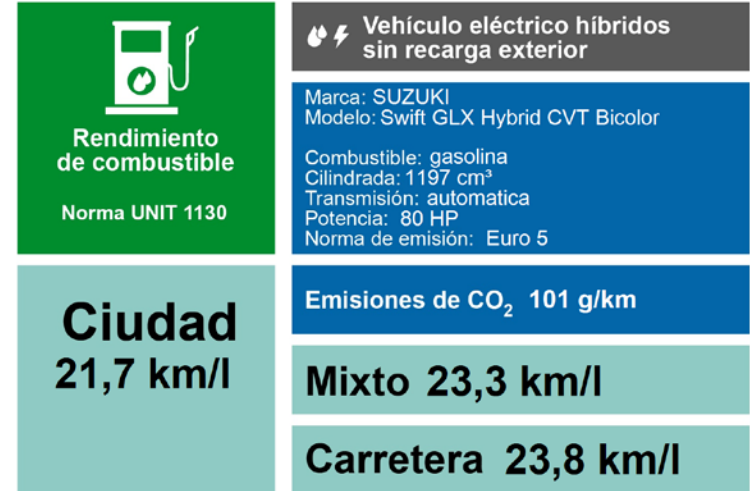 Rendimiento
de combustible
Norma UNIT 1130
Vehículo eléctrico híbridos
sin recarga exterior
Marca: SUZUKI
Modelo: Swift GLX Hybrid CVT Bicolor
Combustible: gasolina
Cilindrada: 1197 cm³
Transmisión: automatica
Potencia: 80 HP
Norma de emisión: Euro 5
Ciudad
21,7 km/l
Emisiones de CO₂ 101 g/km
Mixto 23,3 km/l
Carretera 23,8 km/l